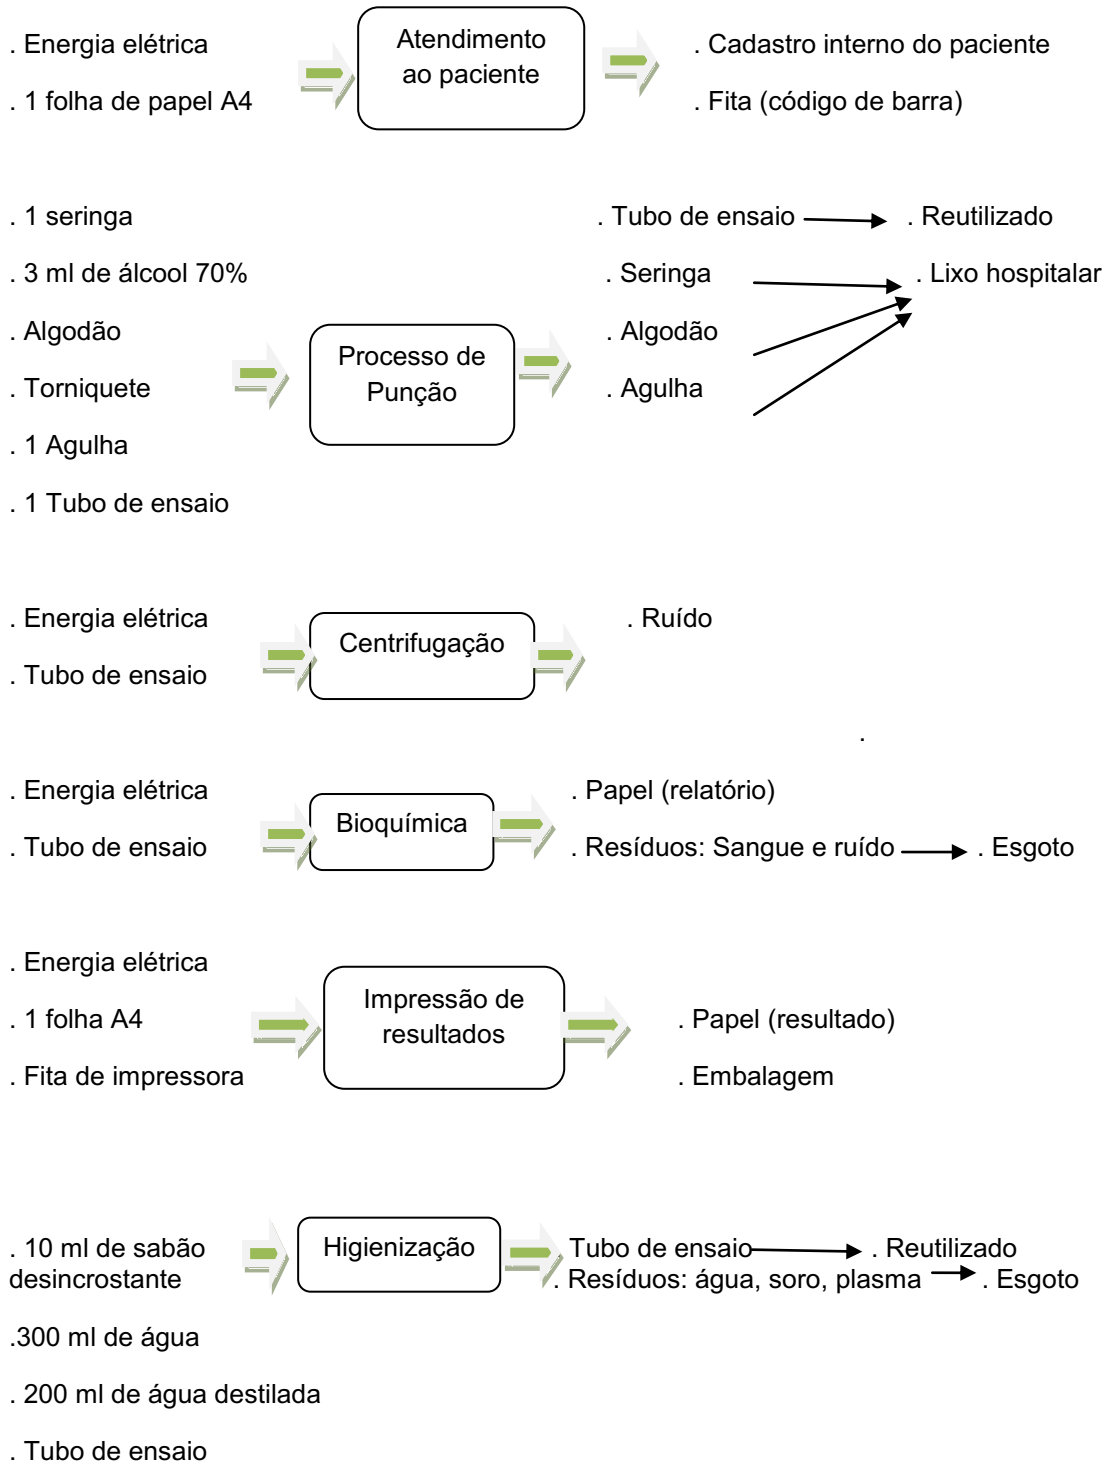 . Energia elétrica
. 1 folha de papel A4
Atendimento
ao paciente
. Cadastro interno do paciente
. Fita (código de barra)
. 1 seringa
. 3 ml de álcool 70%
. Algodão
. Torniquete
. 1 Agulha
. 1 Tubo de ensaio
Processo de
Punção
. Tubo de ensaio
. Seringa
. Algodão
. Agulha
. Reutilizado
. Lixo hospitalar
. Energia elétrica
. Tubo de ensaio
Centrifugação
. Ruído
.
. Energia elétrica
. Tubo de ensaio
Bioquímica
. Papel (relatório)
. Resíduos: Sangue e ruído
. Esgoto
. Energia elétrica
. 1 folha A4
. Fita de impressora
Impressão de
resultados
. Papel (resultado)
. Embalagem
. 10 ml de sabão
desincrostante
.300 ml de água
. 200 ml de água destilada
. Tubo de ensaio
Higienização
. Tubo de ensaio
. Resíduos: água, soro, plasma
. Reutilizado
. Esgoto